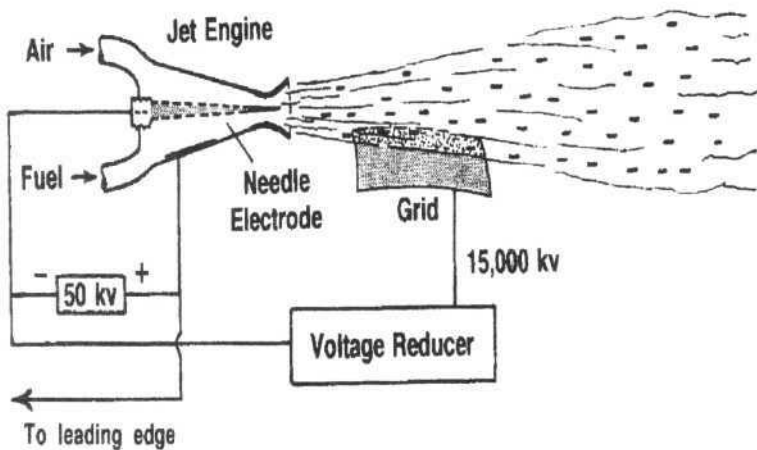 Jet Engine
Air →
Fuel →
Needle
Electrode
Grid
15,000 kv
− +
50 kv
Voltage Reducer
To leading edge